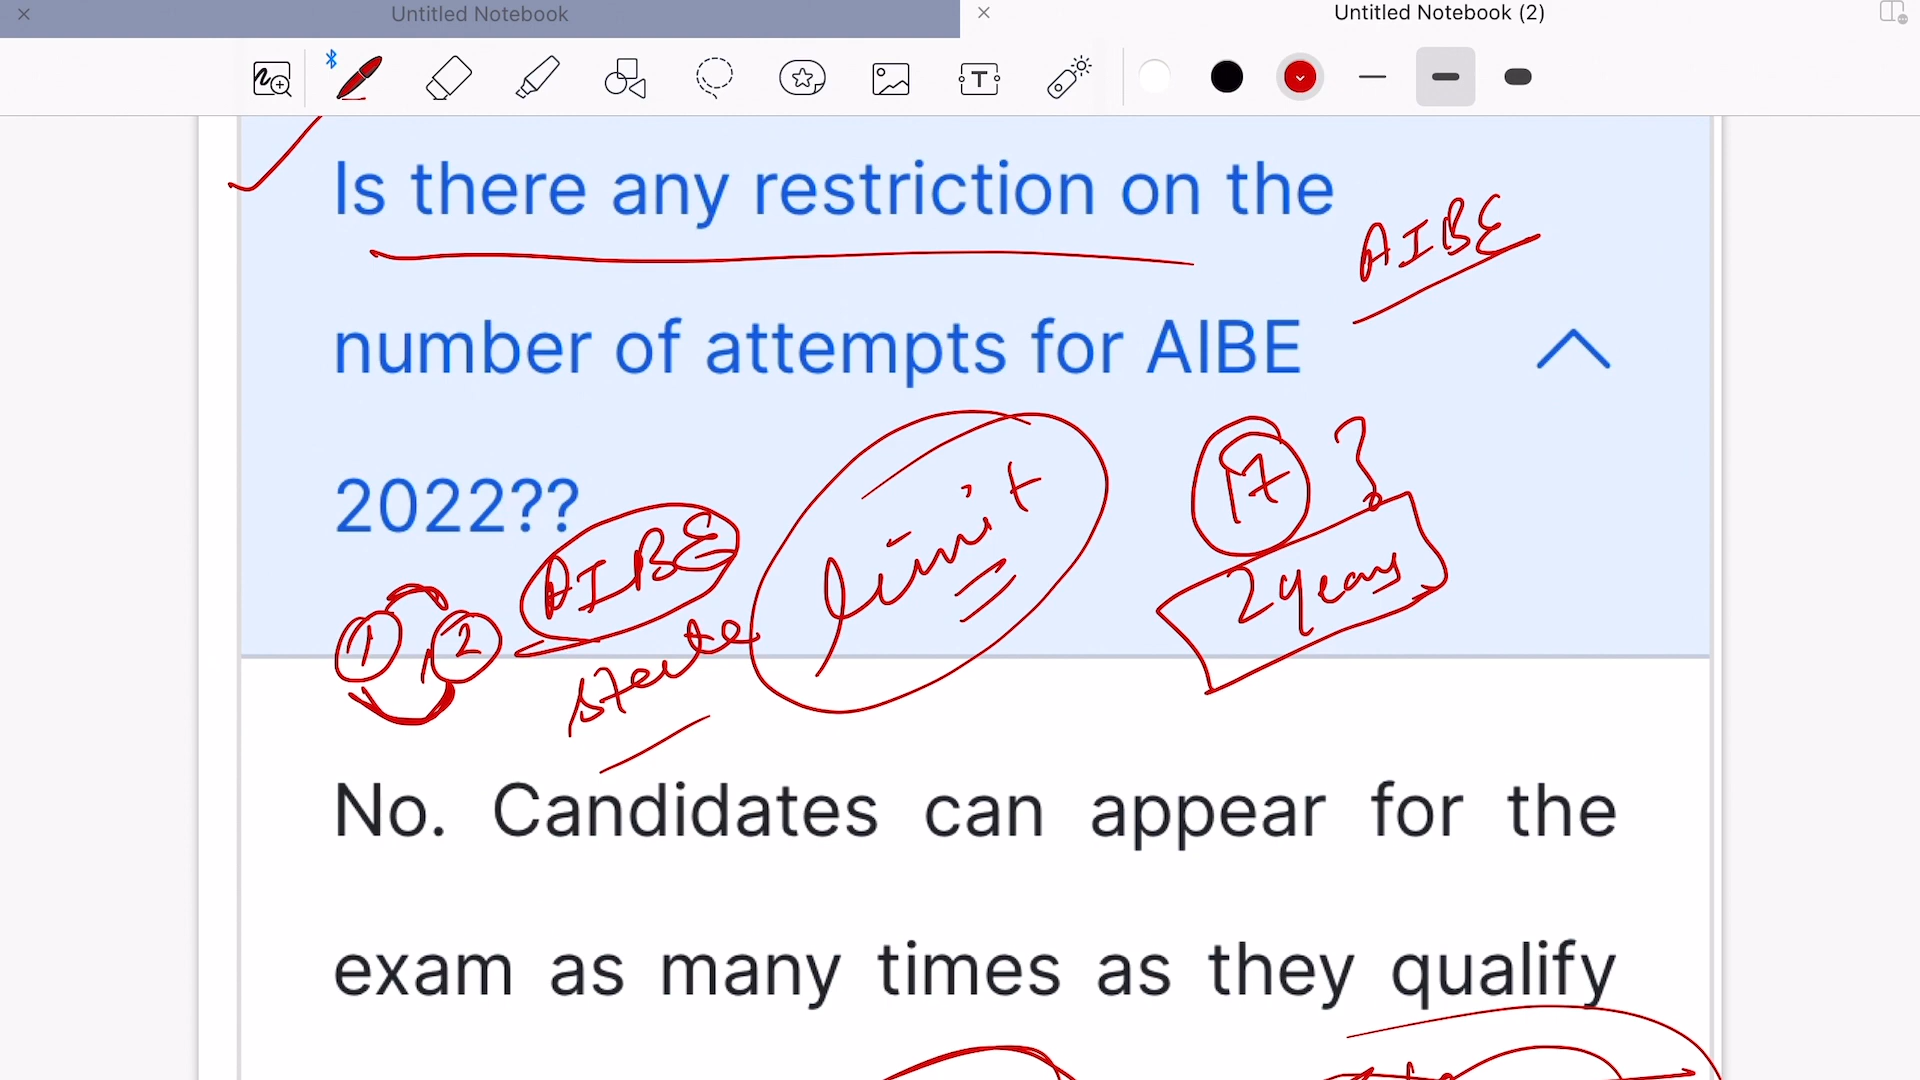 Untitled Notebook
Untitled Notebook (2)
T
Is there any restriction on the
AIBE
number of attempts for AIBE
2022??
17
limit
2 years
AIBE
1, 2
state
No. Candidates can appear for the
exam as many times as they qualify